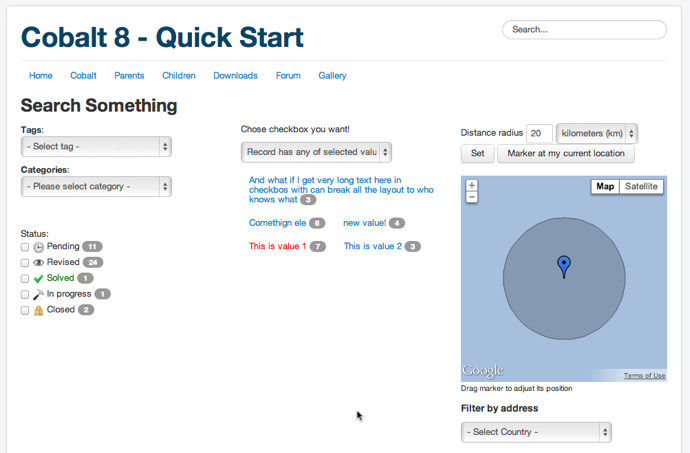 Cobalt 8 - Quick Start
Search...
Home Cobalt Parents Children Downloads Forum Gallery
Search Something
Tags:
- Select tag -
Categories:
- Please select category -
Status:
Pending 11
Revised 24
Solved 1
In progress 1
Closed 2
Chose checkbox you want!
Record has any of selected valu
And what if I get very long text here in
checkbos with can break all the layout to who
knows what 3
Comethign ele 6 new value! 4
This is value 1 7 This is value 2 3
Distance radius 20 kilometers (km)
Set Marker at my current location
+ Map Satellite
−
Google Terms of Use
Drag marker to adjust its position
Filter by address
- Select Country -